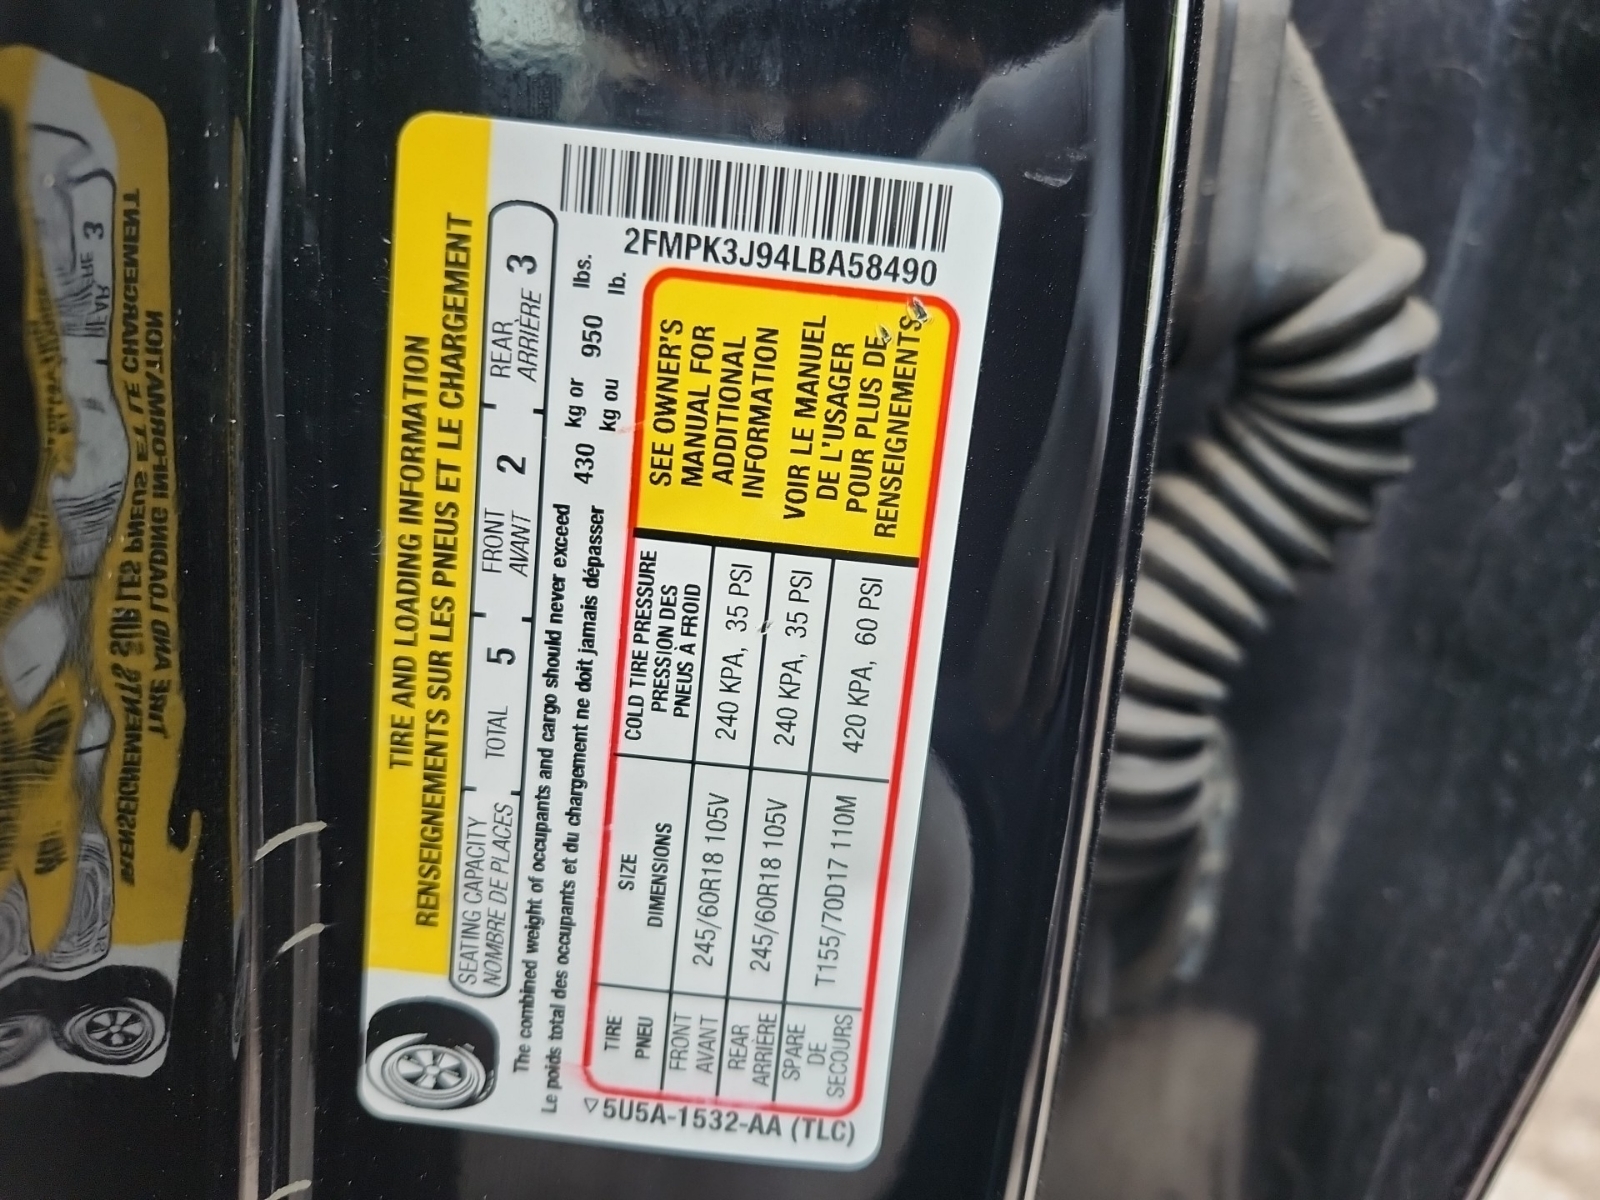 TIRE AND LOADING INFORMATION
RENSEIGNEMENTS SUR LES PNEUS ET LE CHARGEMENT
SEATING CAPACITY TOTAL 5 FRONT 2 REAR 3
NOMBRE DE PLACES AVANT ARRIÈRE
The combined weight of occupants and cargo should never exceed 430 kg or 950 lbs.
Le poids total des occupants et du chargement ne doit jamais dépasser kg ou lb.
2FMPK3J94LBA58490
TIRE SIZE COLD TIRE PRESSURE
PNEU DIMENSIONS PRESSION DES
PNEUS À FROID
FRONT
AVANT 245/60R18 105V 240 KPA, 35 PSI
REAR
ARRIÈRE 245/60R18 105V 240 KPA, 35 PSI
SPARE
DE
SECOURS T155/70D17 110M 420 KPA, 60 PSI
SEE OWNER'S
MANUAL FOR
ADDITIONAL
INFORMATION
VOIR LE MANUEL
DE L'USAGER
POUR PLUS DE
RENSEIGNEMENTS
5U5A-1532-AA (TLC)